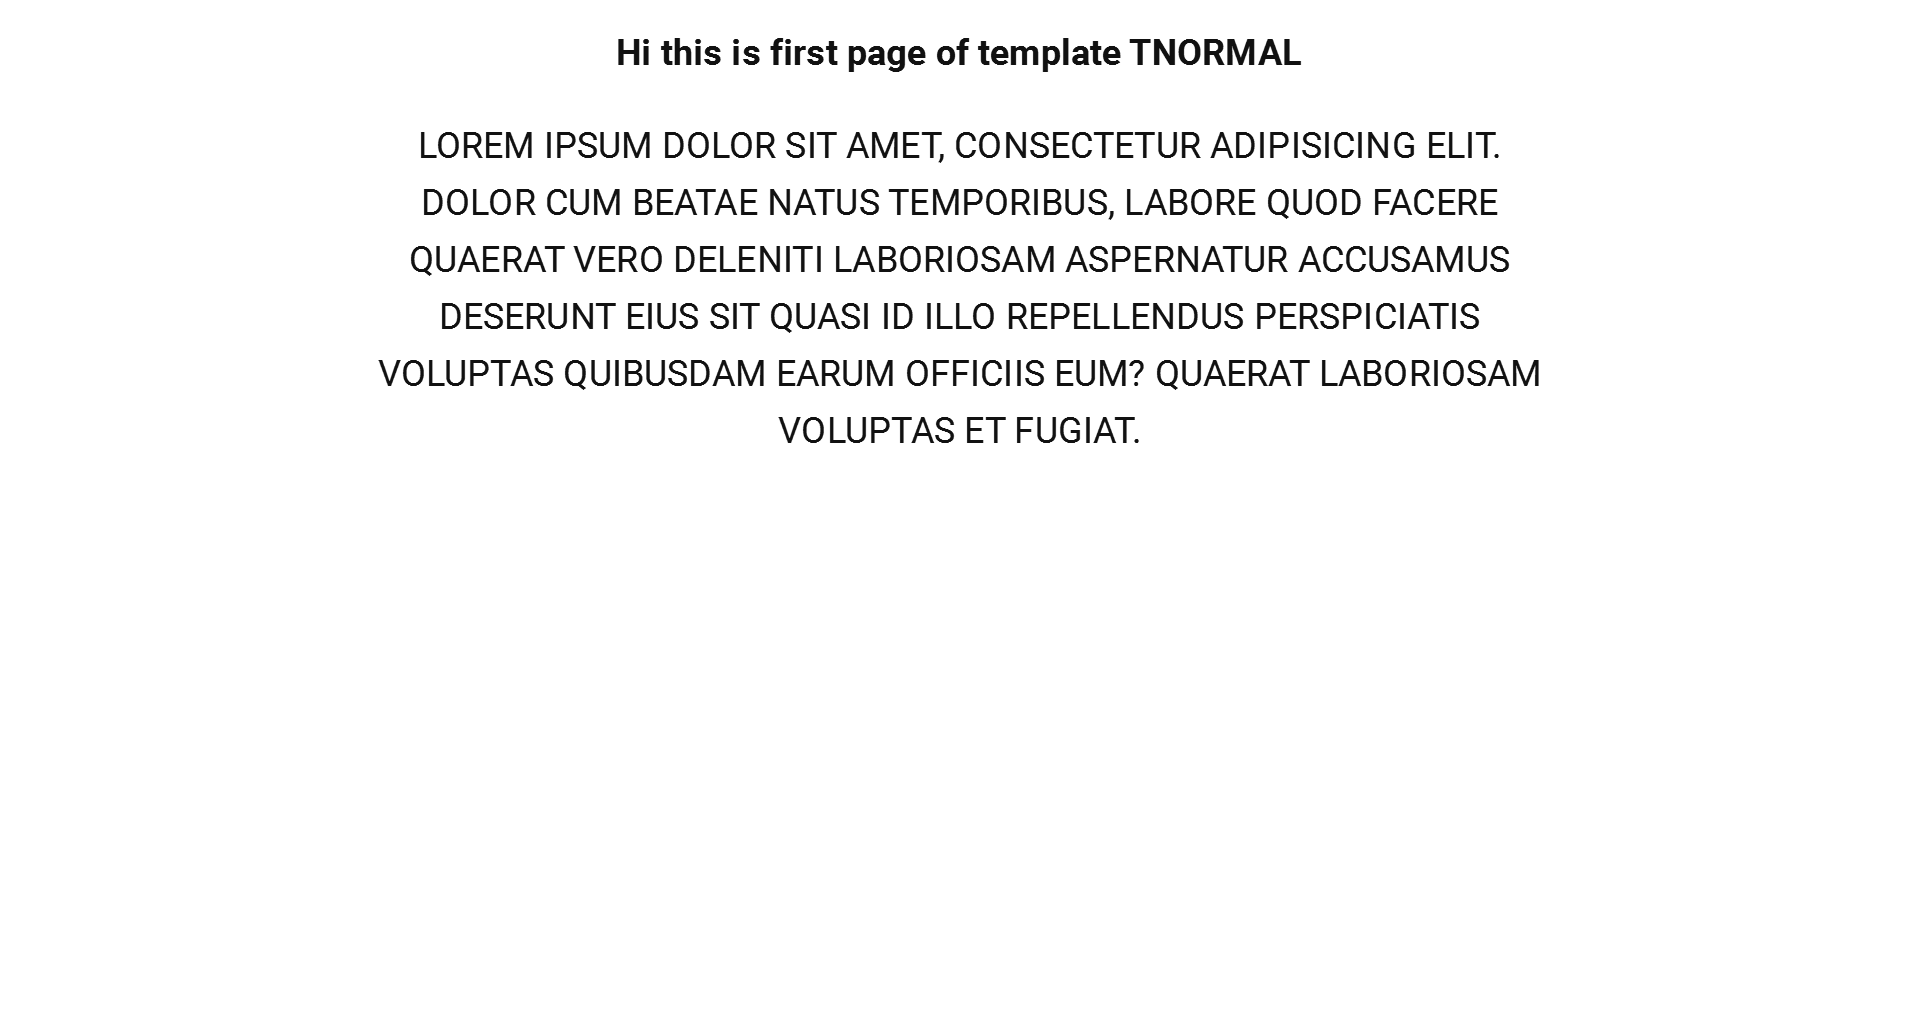 Hi this is first page of template TNORMAL
LOREM IPSUM DOLOR SIT AMET, CONSECTETUR ADIPISICING ELIT.
DOLOR CUM BEATAE NATUS TEMPORIBUS, LABORE QUOD FACERE
QUAERAT VERO DELENITI LABORIOSAM ASPERNATUR ACCUSAMUS
DESERUNT EIUS SIT QUASI ID ILLO REPELLENDUS PERSPICIATIS
VOLUPTAS QUIBUSDAM EARUM OFFICIIS EUM? QUAERAT LABORIOSAM
VOLUPTAS ET FUGIAT.